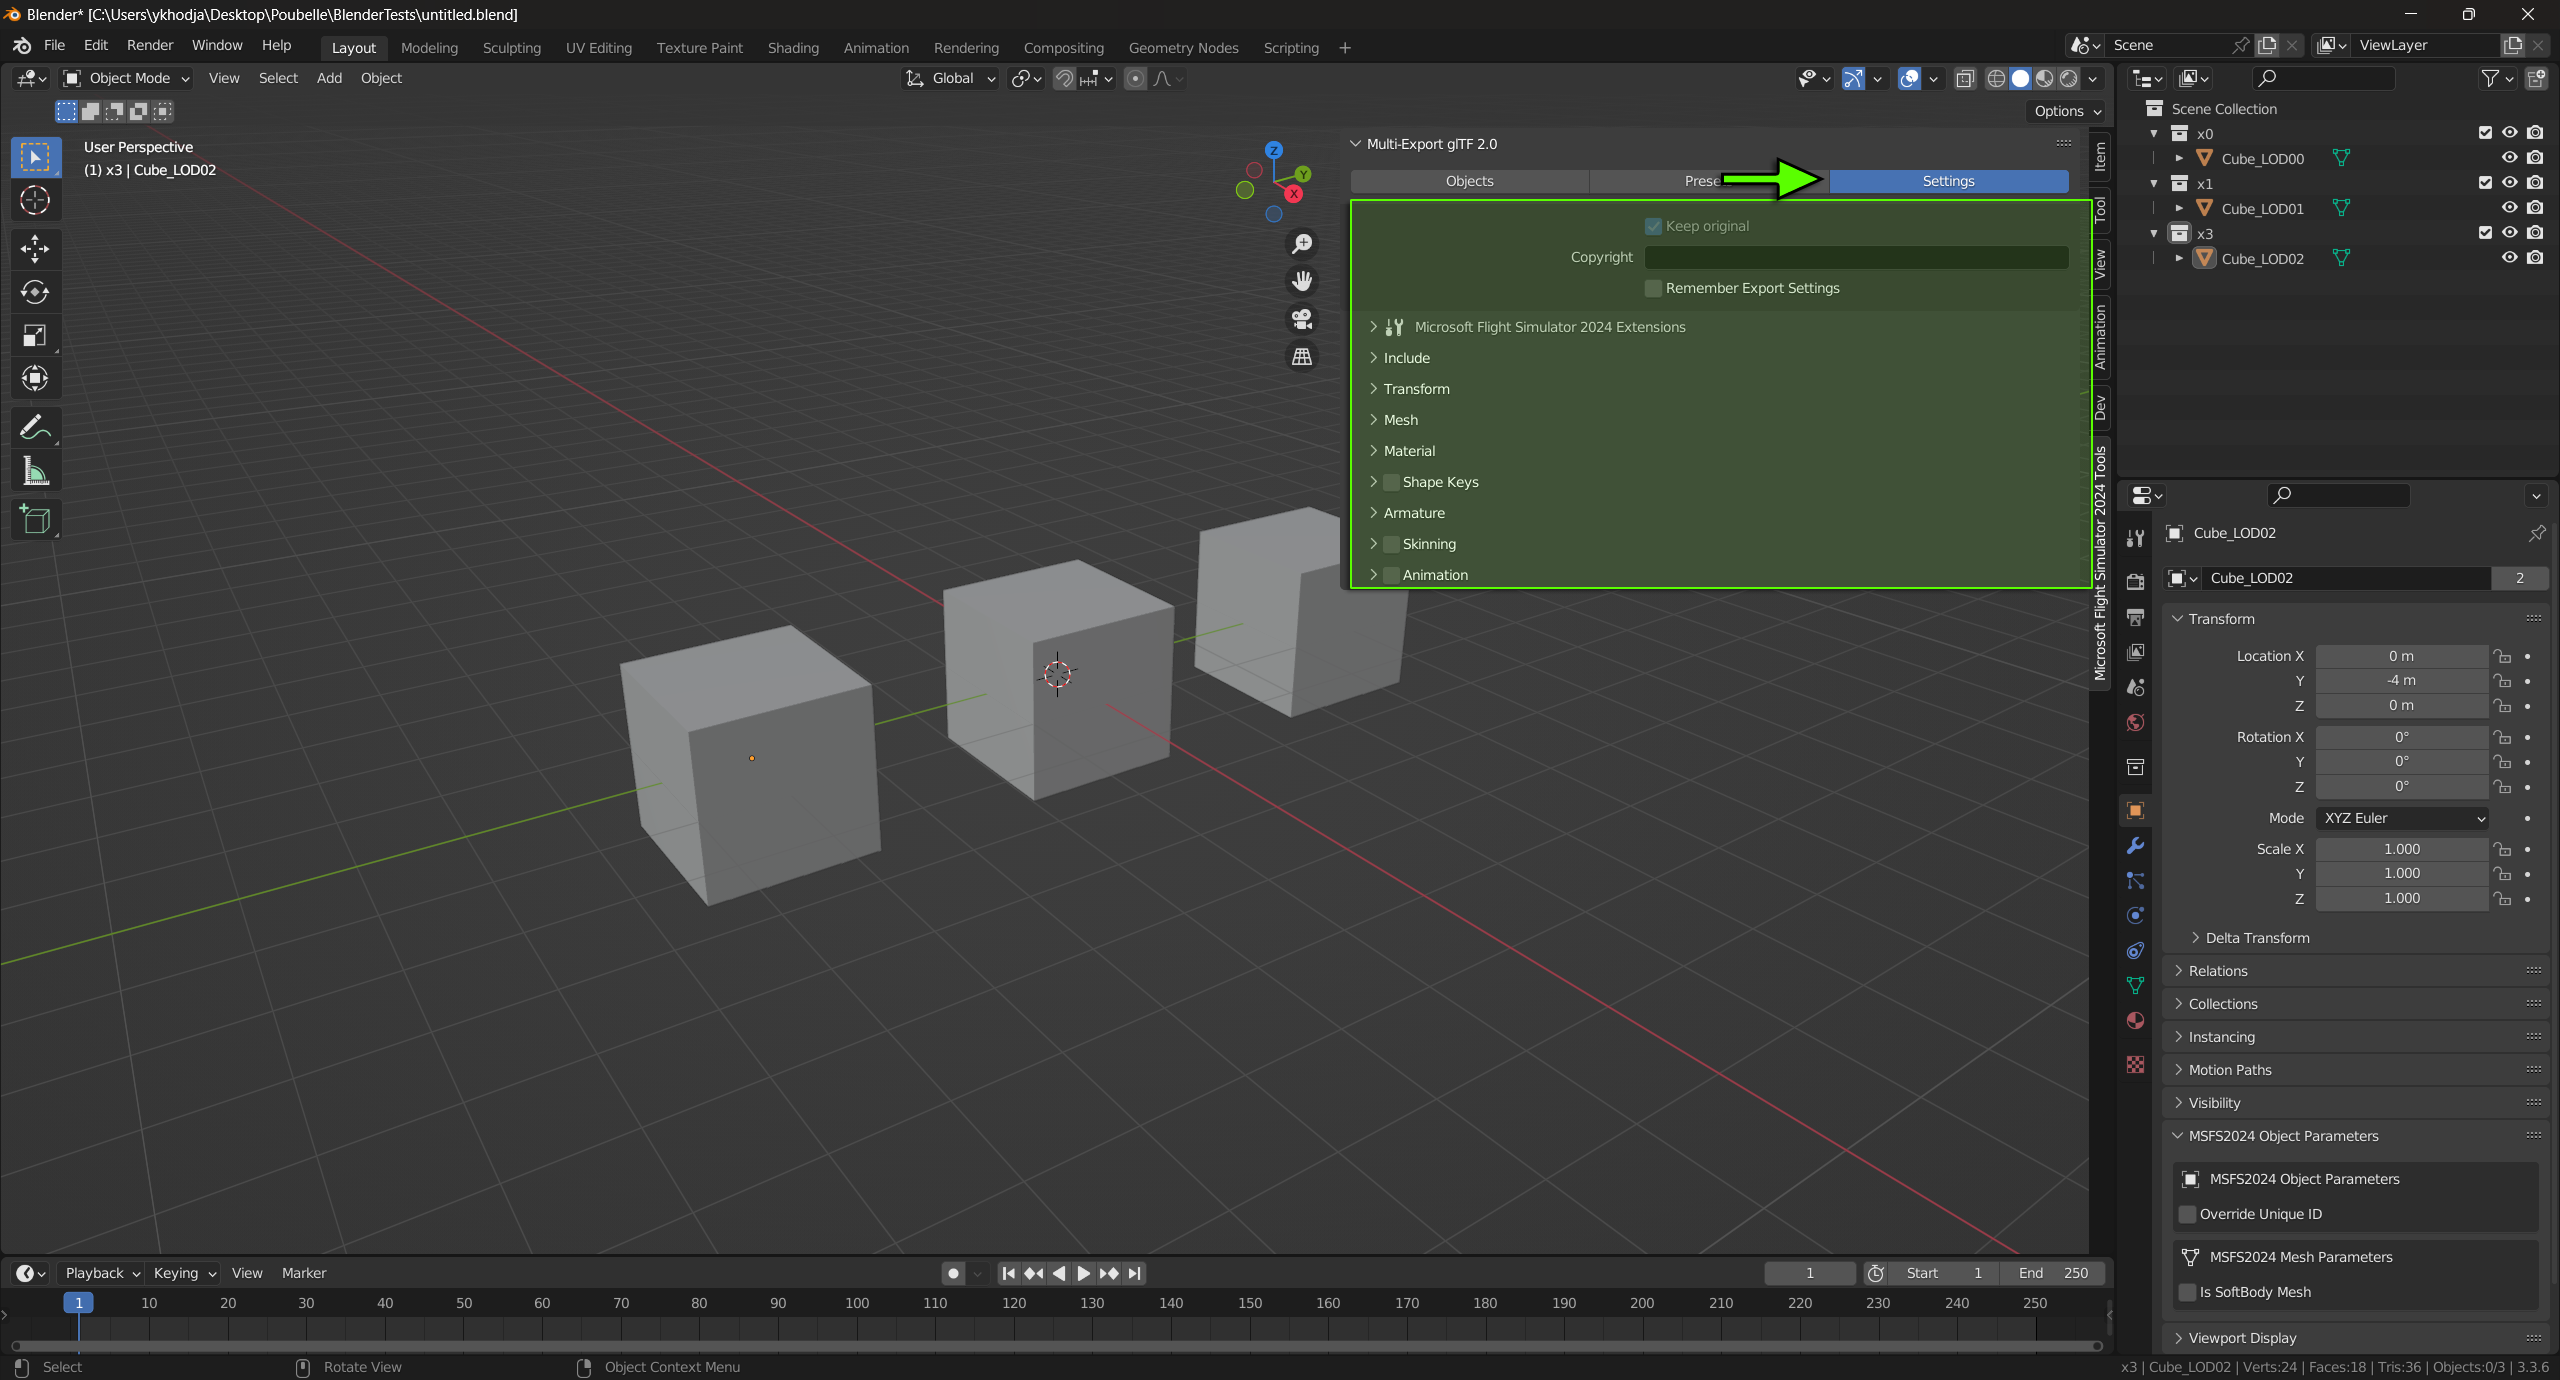 Blender* [C:\Users\ykhodja\Desktop\Poubelle\BlenderTests\untitled.blend]
File Edit Render Window Help Layout Modeling Sculpting UV Editing Texture Paint Shading Animation Rendering Compositing Geometry Nodes Scripting + Scene ViewLayer
Object Mode View Select Add Object Global
Options
User Perspective
(1) x3 | Cube_LOD02
Z
Y
X
Multi-Export glTF 2.0
Objects Settings
Keep original
Copyright
Remember Export Settings
Microsoft Flight Simulator 2024 Extensions
Include
Transform
Mesh
Material
Shape Keys
Armature
Skinning
Animation
Item
Tool
View
Animation
Dev
Microsoft Flight Simulator 2024 Tools
Scene Collection
x0
Cube_LOD00
x1
Cube_LOD01
x3
Cube_LOD02
Cube_LOD02
Cube_LOD02 2
Transform
Location X 0 m
Y -4 m
Z 0 m
Rotation X 0°
Y 0°
Z 0°
Mode XYZ Euler
Scale X 1.000
Y 1.000
Z 1.000
Delta Transform
Relations
Collections
Instancing
Motion Paths
Visibility
MSFS2024 Object Parameters
MSFS2024 Object Parameters
Override Unique ID
MSFS2024 Mesh Parameters
Is SoftBody Mesh
Viewport Display
Playback Keying View Marker 1 Start 1 End 250
1 10 20 30 40 50 60 70 80 90 100 110 120 130 140 150 160 170 180 190 200 210 220 230 240 250
Select Rotate View Object Context Menu x3 | Cube_LOD02 | Verts:24 | Faces:18 | Tris:36 | Objects:0/3 | 3.3.6